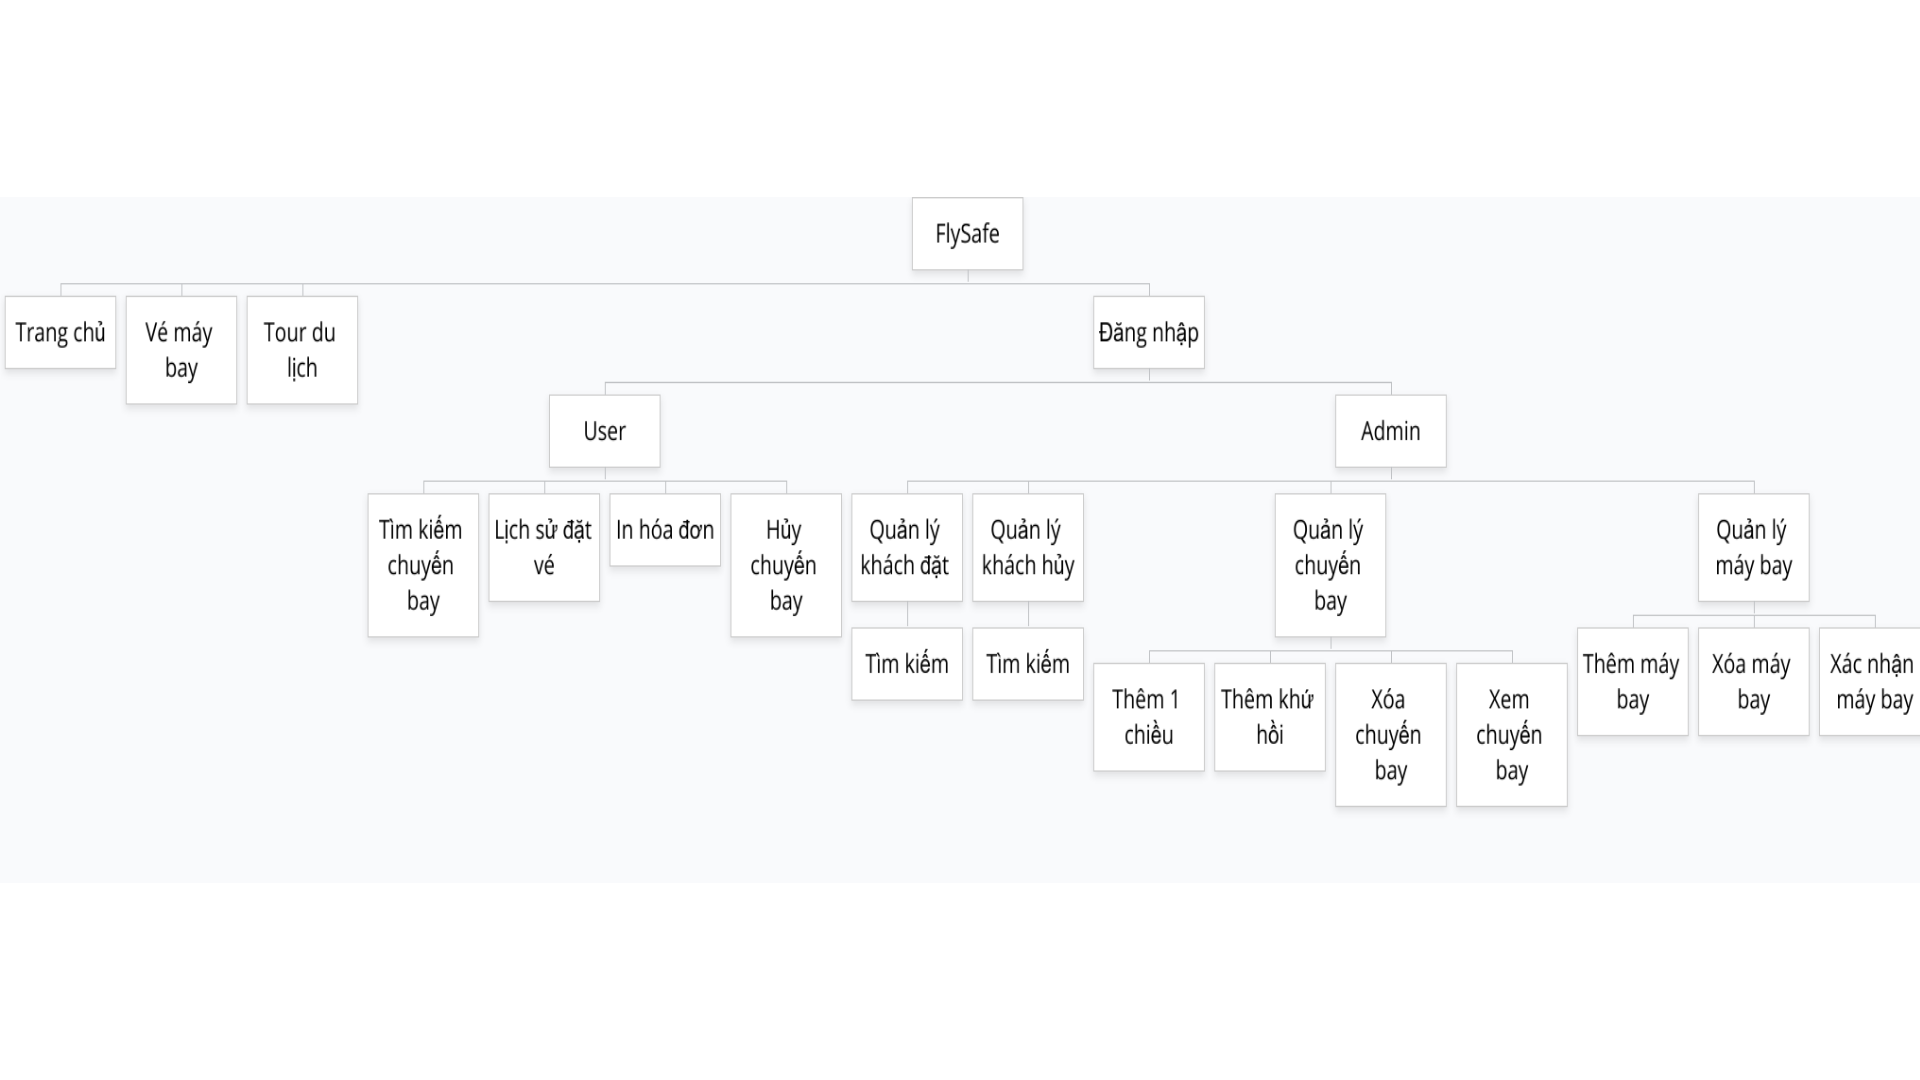 FlySafe
Trang chủ
Vé máy
bay
Tour du
lịch
Đăng nhập
User
Admin
Tìm kiếm
chuyến
bay
Lịch sử đặt
vé
In hóa đơn
Hủy
chuyến
bay
Quản lý
khách đặt
Quản lý
khách hủy
Quản lý
chuyến
bay
Quản lý
máy bay
Tìm kiếm
Tìm kiếm
Thêm 1
chiều
Thêm khứ
hồi
Xóa
chuyến
bay
Xem
chuyến
bay
Thêm máy
bay
Xóa máy
bay
Xác nhận
máy bay